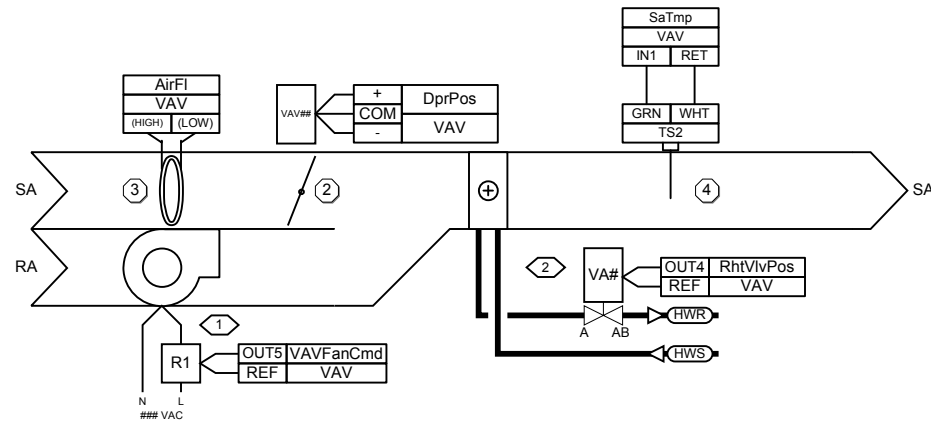 SaTmp
VAV
IN1 RET
GRN WHT
TS2
AirFl
VAV
(HIGH) (LOW)
VAV##
+ DprPos
COM
- VAV
SA 3 2 4 SA
RA
2 VA# OUT4 RhtVlvPos
REF VAV
A AB HWR
HWS
1
R1 OUT5 VAVFanCmd
REF VAV
N L
### VAC